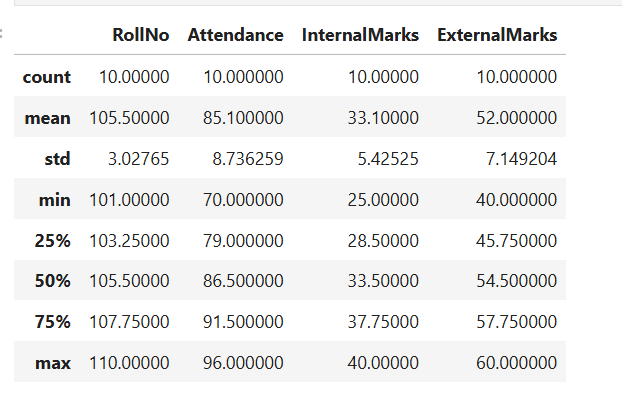 RollNo Attendance InternalMarks ExternalMarks
count 10.00000 10.000000 10.00000 10.000000
mean 105.50000 85.100000 33.10000 52.000000
std 3.02765 8.736259 5.42525 7.149204
min 101.00000 70.000000 25.00000 40.000000
25% 103.25000 79.000000 28.50000 45.750000
50% 105.50000 86.500000 33.50000 54.500000
75% 107.75000 91.500000 37.75000 57.750000
max 110.00000 96.000000 40.00000 60.000000